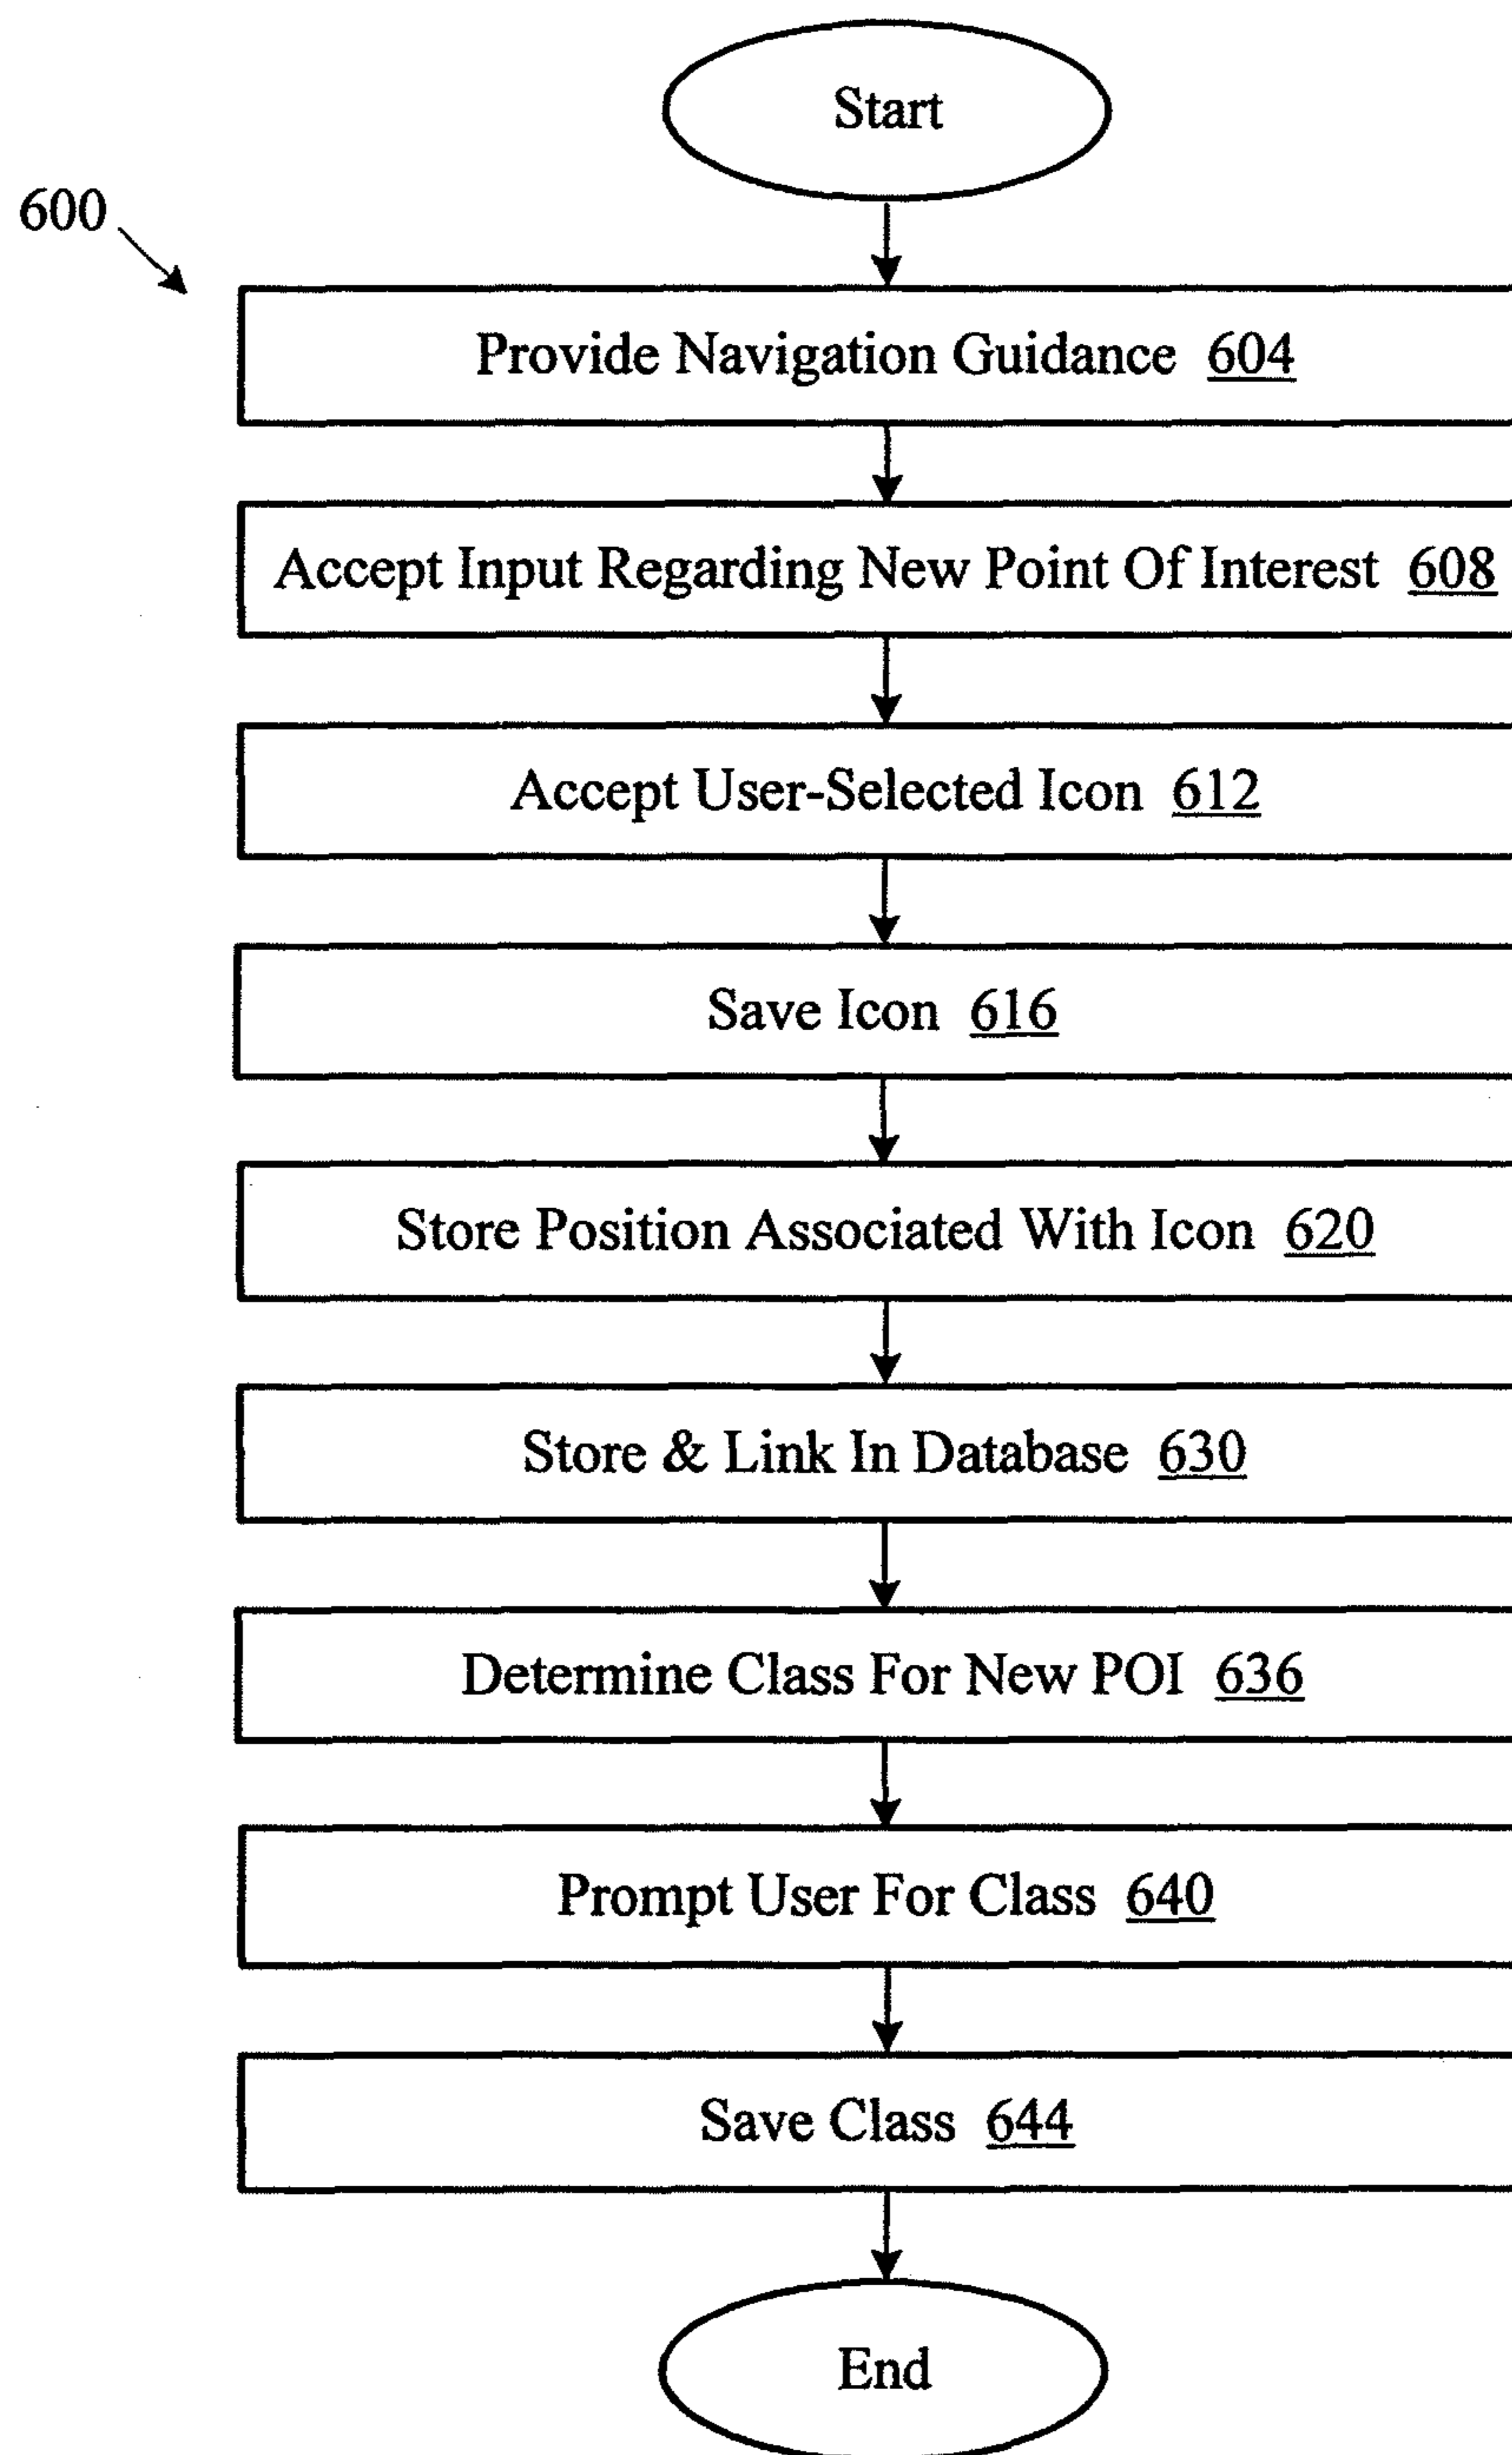 Start
600
Provide Navigation Guidance 604
Accept Input Regarding New Point Of Interest 608
Accept User-Selected Icon 612
Save Icon 616
Store Position Associated With Icon 620
Store & Link In Database 630
Determine Class For New POI 636
Prompt User For Class 640
Save Class 644
End